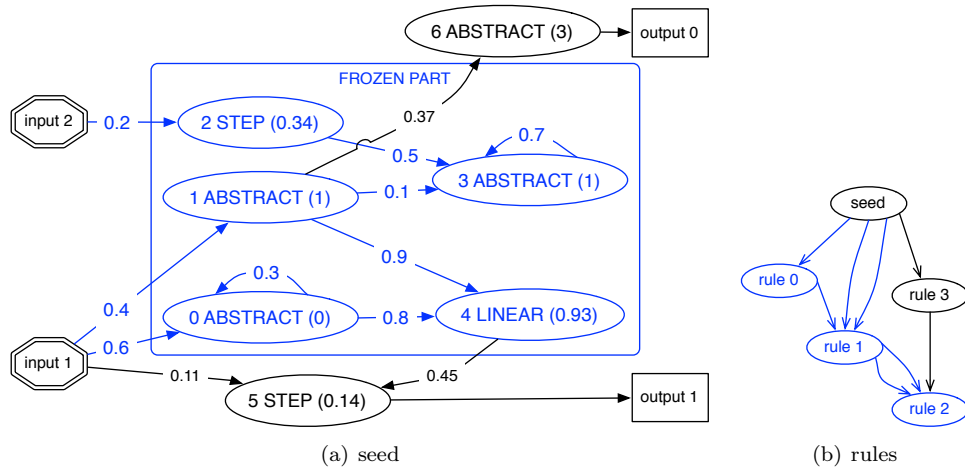 6 ABSTRACT (3)
output 0
FROZEN PART
input 2
0.2
2 STEP (0.34)
0.37
0.7
0.5
3 ABSTRACT (1)
1 ABSTRACT (1)
0.1
0.9
0.4
0.3
0 ABSTRACT (0)
0.8
4 LINEAR (0.93)
0.6
input 1
0.11
0.45
5 STEP (0.14)
output 1
(a) seed
seed
rule 0
rule 3
rule 1
rule 2
(b) rules